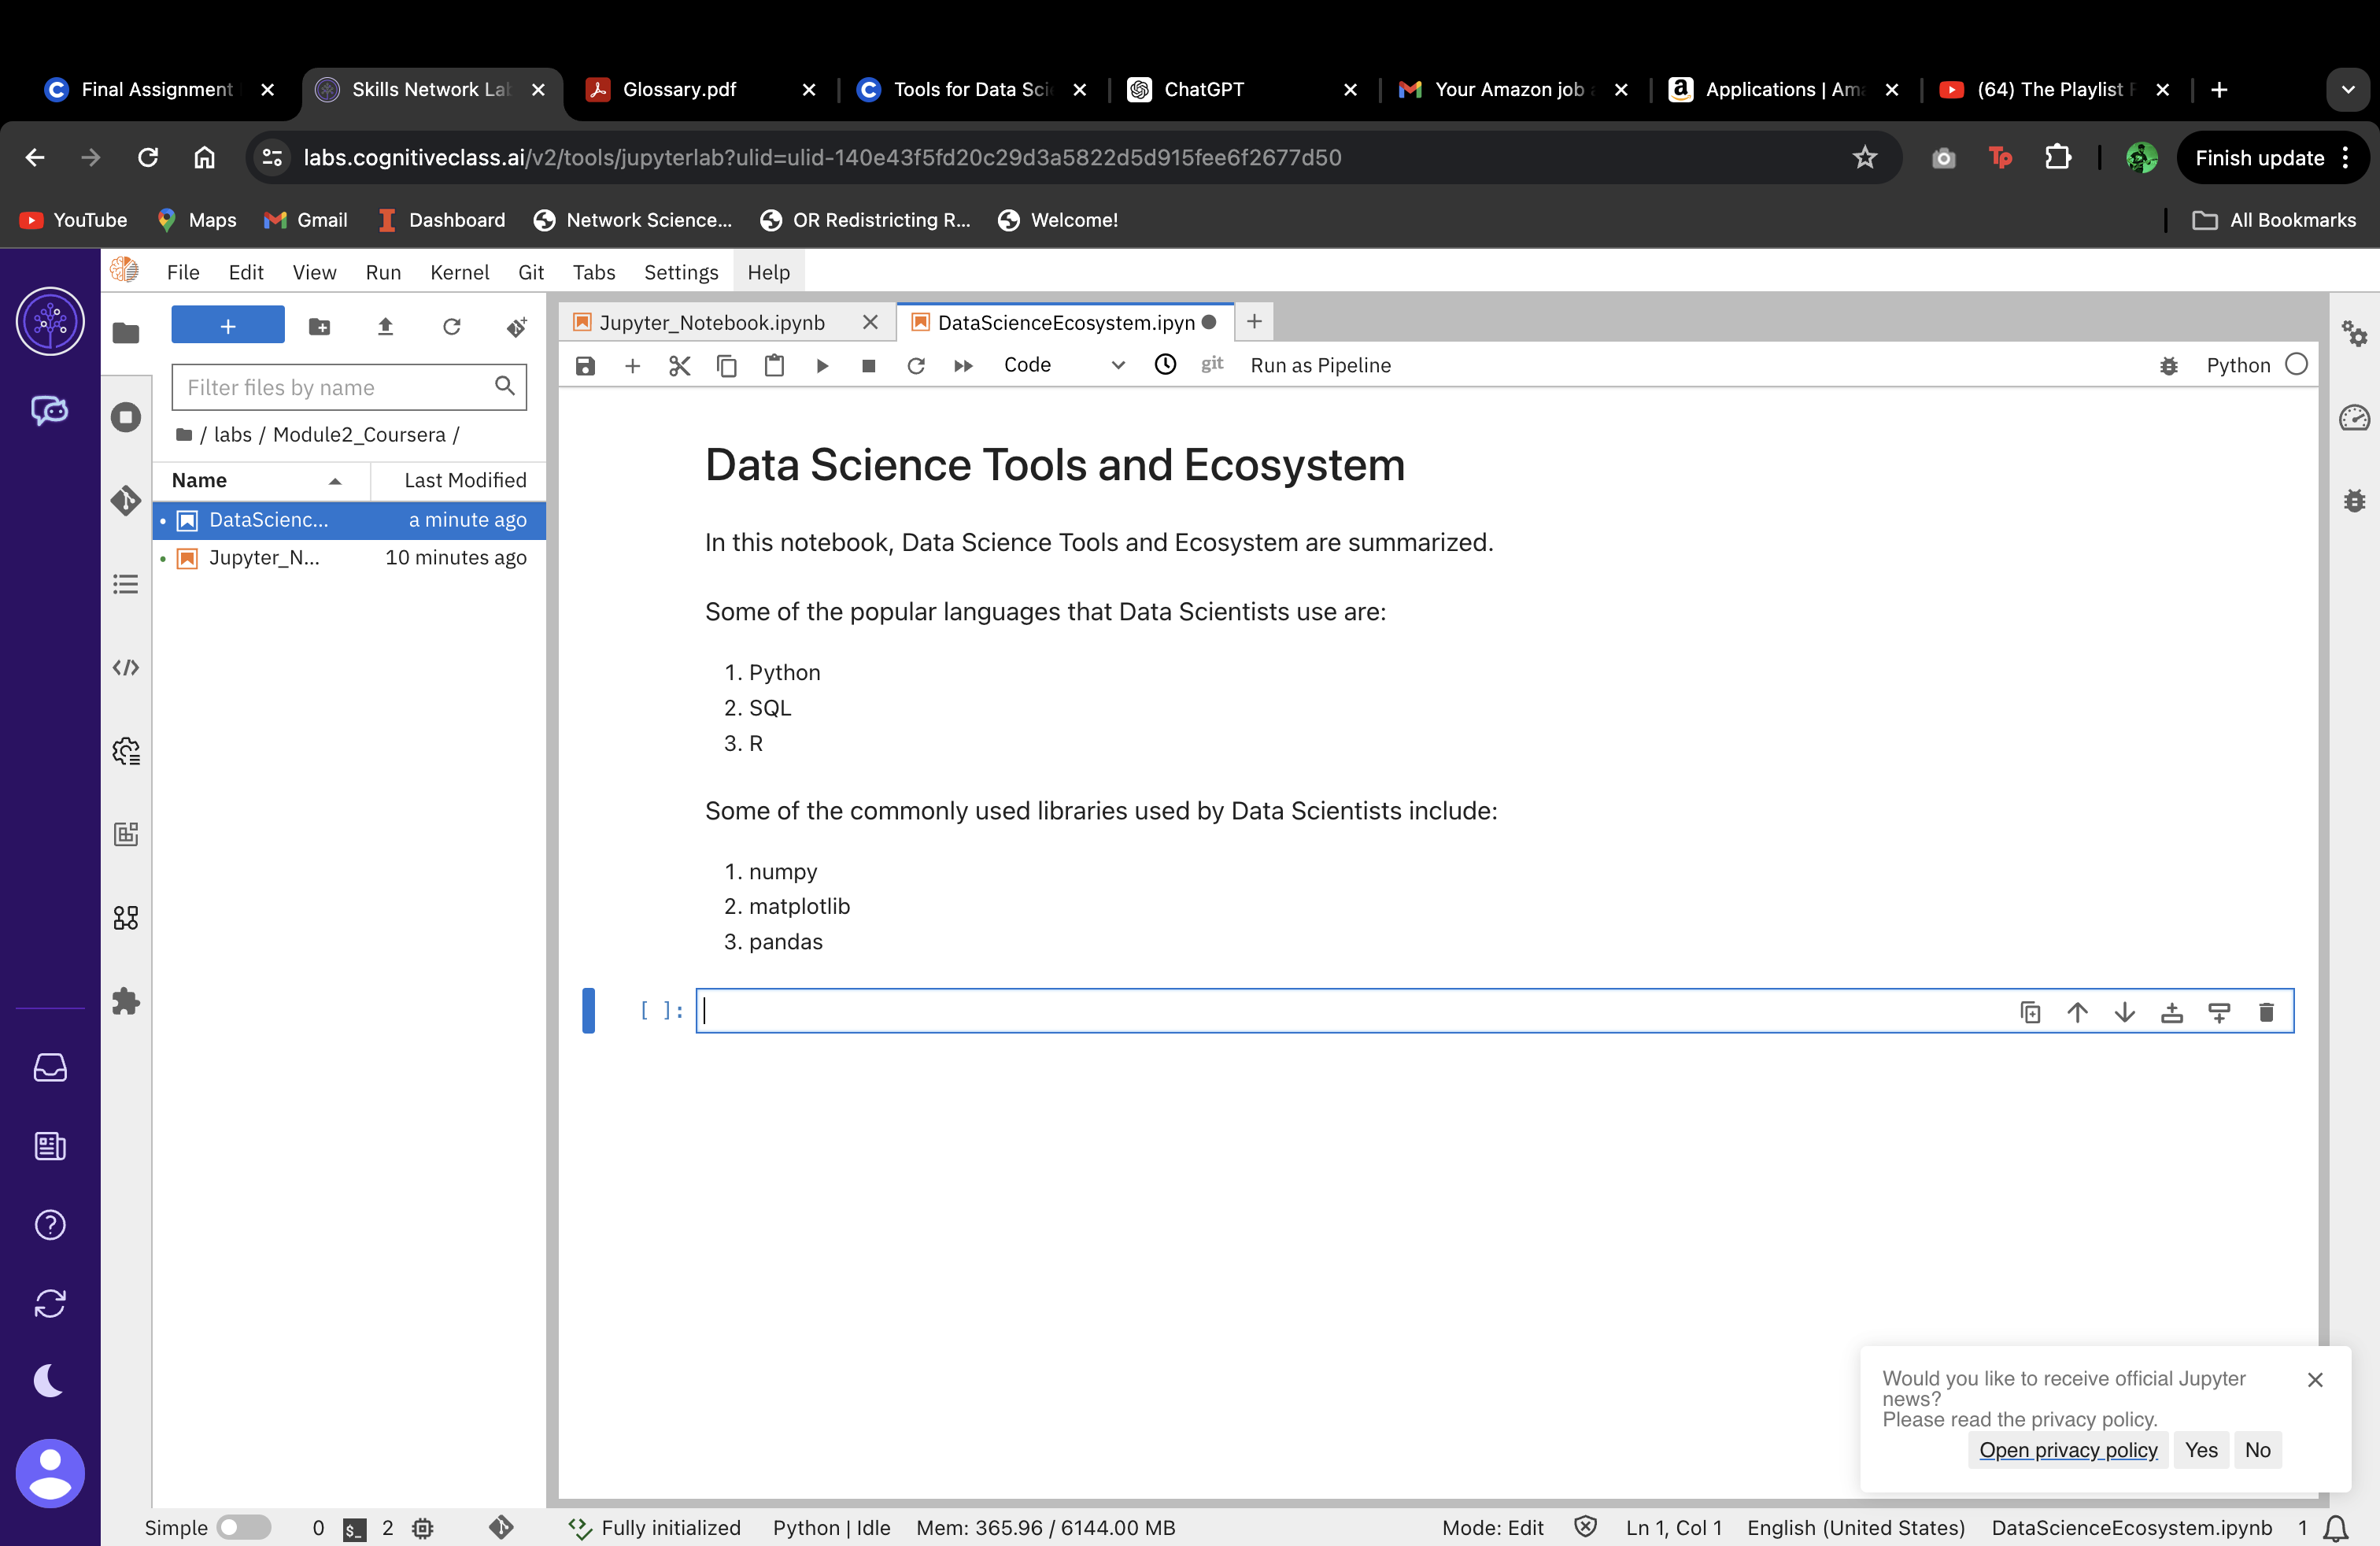 Final Assignment
Skills Network La
Glossary.pdf
Tools for Data Sci
ChatGPT
Your Amazon job
Applications | Am
(64) The Playlist
labs.cognitiveclass.ai/v2/tools/jupyterlab?ulid=ulid-140e43f5fd20c29d3a5822d5d915fee6f2677d50
Tp
Finish update
YouTube
Maps
Gmail
Dashboard
Network Science...
OR Redistricting R...
Welcome!
All Bookmarks
File Edit View Run Kernel Git Tabs Settings Help
Jupyter_Notebook.ipynb
DataScienceEcosystem.ipyn
Filter files by name
Code
git
Run as Pipeline
Python
/ labs / Module2_Coursera /
Name
Last Modified
DataScienc...
a minute ago
Jupyter_N...
10 minutes ago
Data Science Tools and Ecosystem
In this notebook, Data Science Tools and Ecosystem are summarized.
Some of the popular languages that Data Scientists use are:
1. Python
2. SQL
3. R
Some of the commonly used libraries used by Data Scientists include:
1. numpy
2. matplotlib
3. pandas
[ ]:
Would you like to receive official Jupyter
news?
Please read the privacy policy.
Open privacy policy
Yes
No
Simple
0
$_
2
Fully initialized
Python | Idle
Mem: 365.96 / 6144.00 MB
Mode: Edit
Ln 1, Col 1
English (United States)
DataScienceEcosystem.ipynb
1